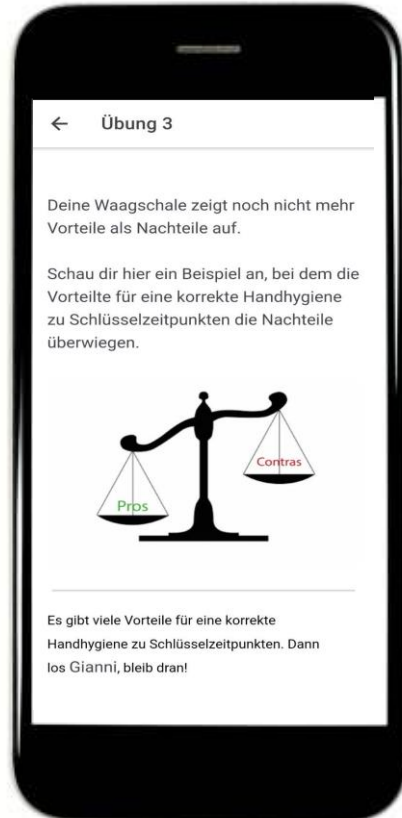 ← Übung 3
Deine Waagschale zeigt noch nicht mehr
Vorteile als Nachteile auf.
Schau dir hier ein Beispiel an, bei dem die
Vorteilte für eine korrekte Handhygiene
zu Schlüsselzeitpunkten die Nachteile
überwiegen.
Contras
Pros
Es gibt viele Vorteile für eine korrekte
Handhygiene zu Schlüsselzeitpunkten. Dann
los Gianni, bleib dran!